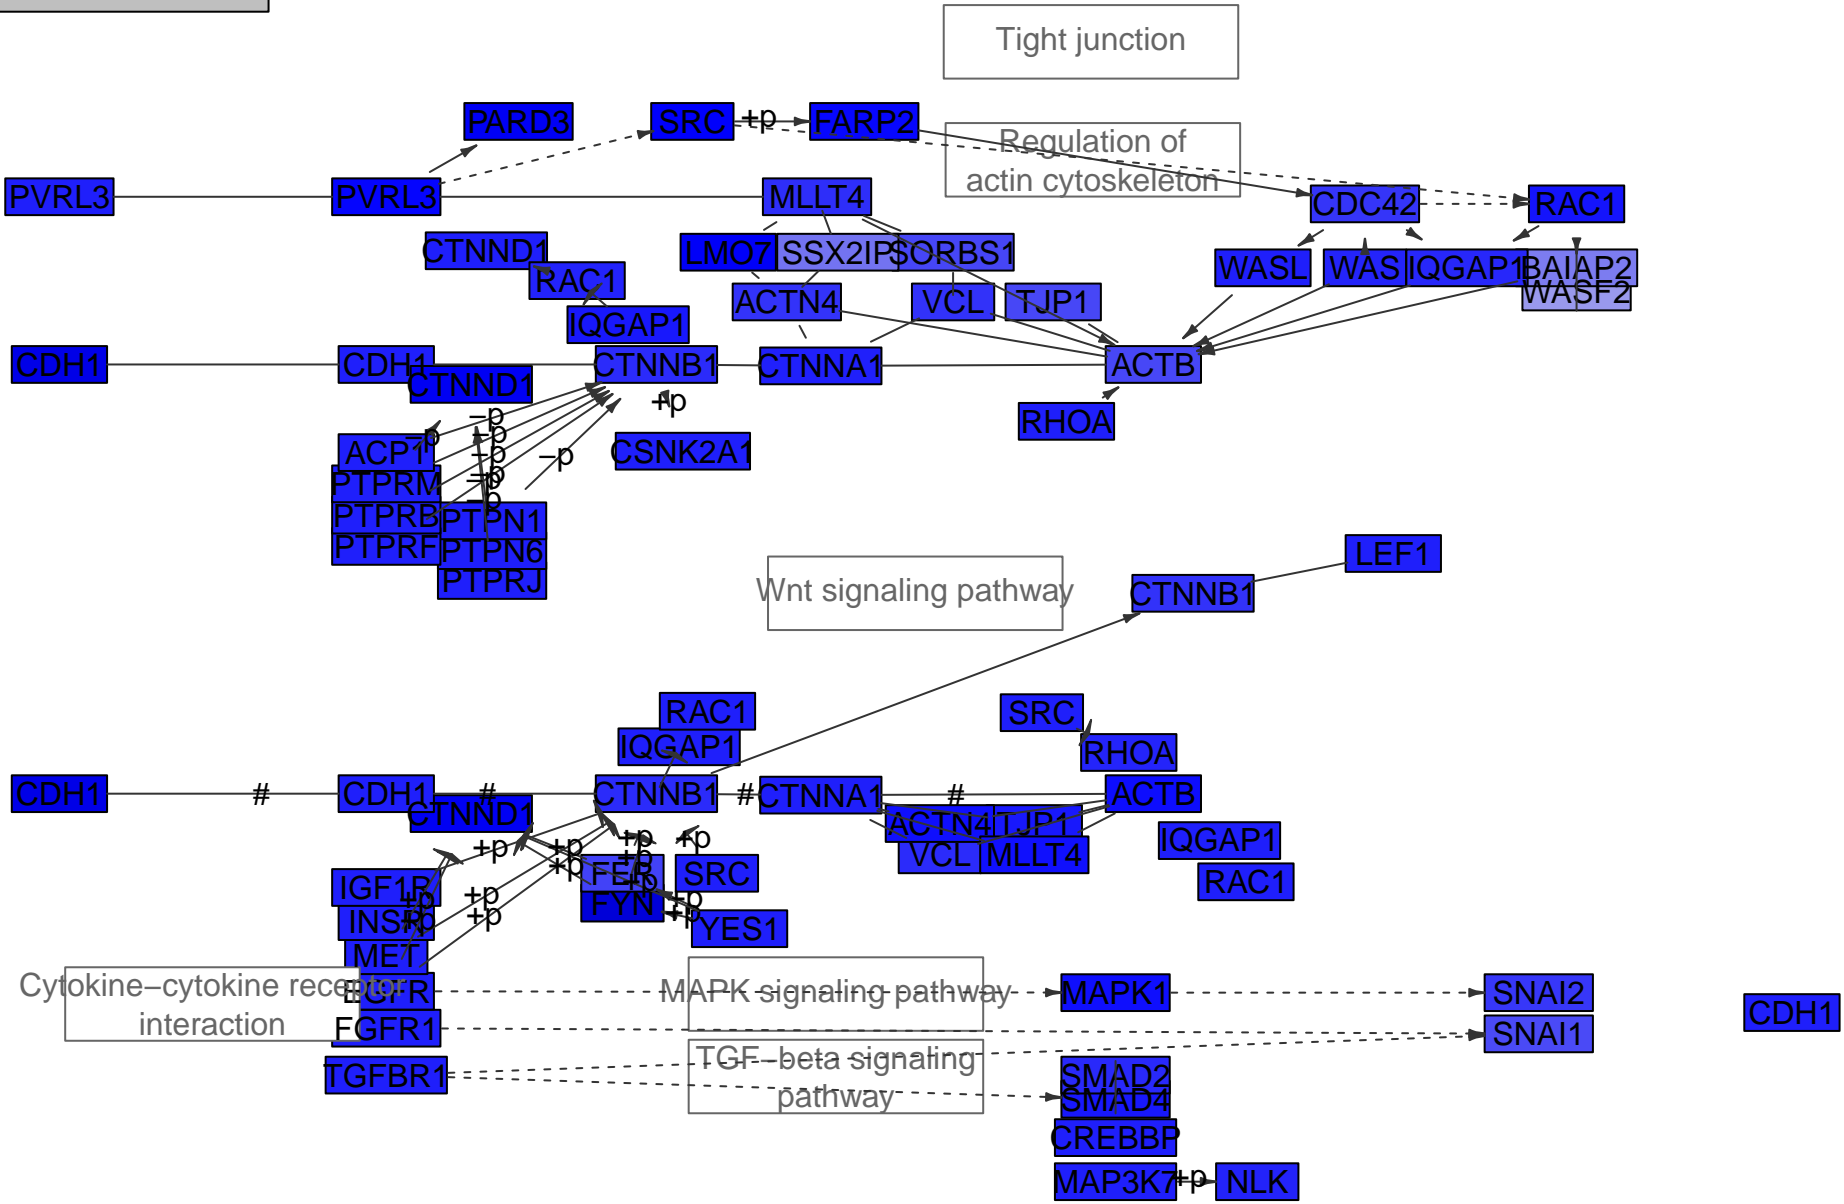 Tight junction
PARD3
SRC
+p
FARP2
Regulation of
actin cytoskeleton
PVRL3
PVRL3
MLLT4
CDC42
RAC1
CTNND1
RAC1
IQGAP1
LMO7
SSX2IP
SORBS1
ACTN4
VCL
TJP1
WASL
WAS
IQGAP1
BAIAP2
WASF2
CDH1
CDH1
CTNND1
CTNNB1
CTNNA1
ACTB
+p
RHOA
CSNK2A1
–p
–p
–p
–p
–p
–p
–p
–p
ACP1
PTPRM
PTPRB
PTPRF
PTPN1
PTPN6
PTPRJ
LEF1
Wnt signaling pathway
CTNNB1
RAC1
IQGAP1
SRC
RHOA
CDH1
#
CDH1
#
CTNND1
CTNNB1
#
CTNNA1
#
ACTB
ACTN4
TJP1
VCL
MLLT4
IQGAP1
RAC1
+p
+p
+p
+p
+p
+p
+p
FER
SRC
FYN
YES1
+p
+p
IGF1R
INSR
MET
+p
+p
+p
+p
Cytokine–cytokine receptor
interaction
EGFR
FGFR1
TGFBR1
MAPK signaling pathway
MAPK1
SNAI2
SNAI1
CDH1
TGF–beta signaling
pathway
SMAD2
SMAD4
CREBBP
MAP3K7
+p
NLK